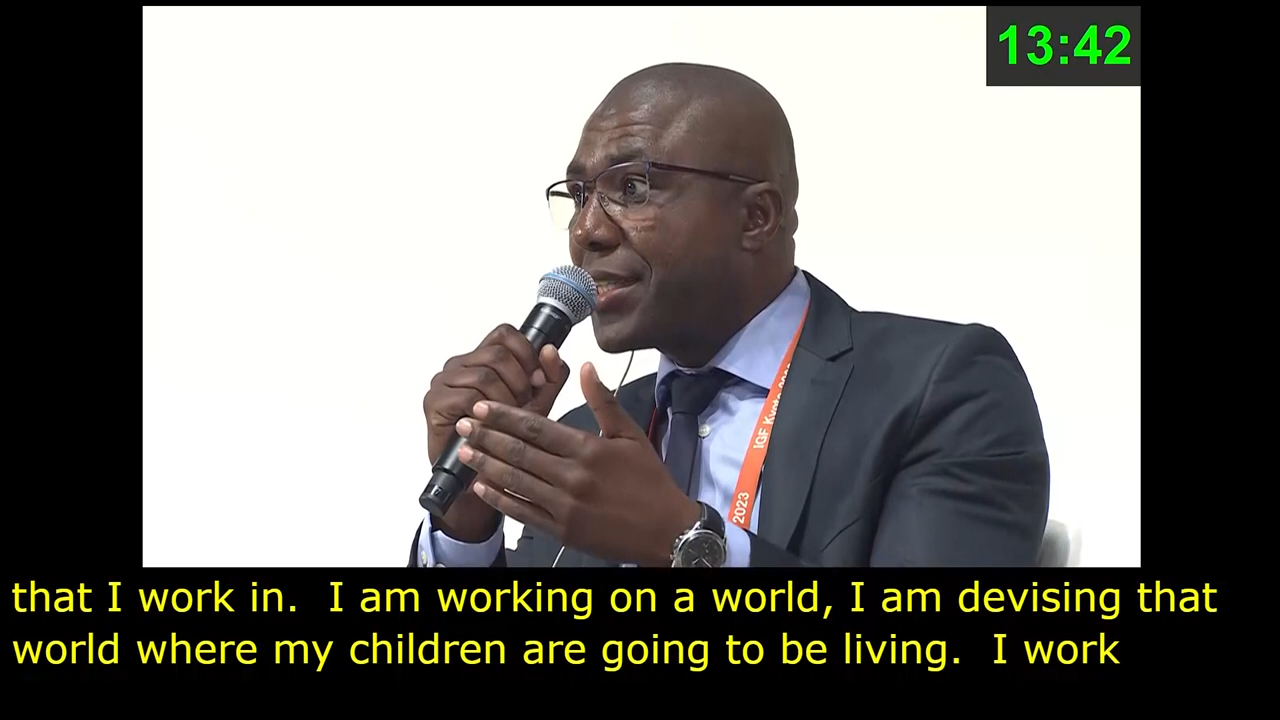 13:42
IGF Kyoto
2023
that I work in.  I am working on a world, I am devising that
world where my children are going to be living.  I work